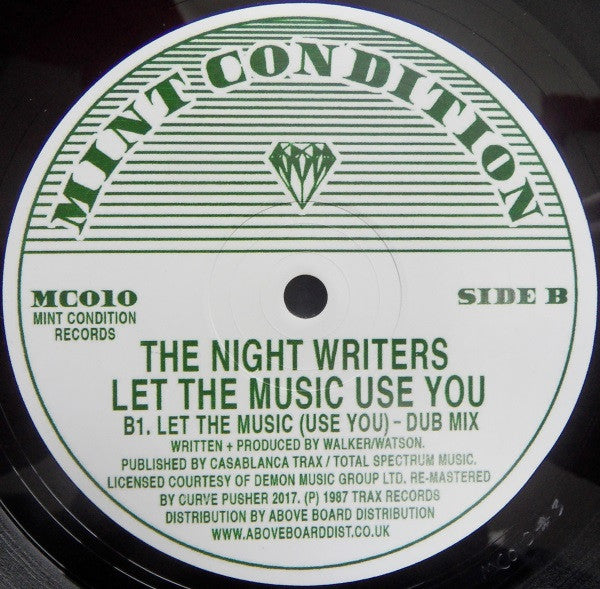 MINT CONDITION
MC010
MINT CONDITION
RECORDS
SIDE B
THE NIGHT WRITERS
LET THE MUSIC USE YOU
B1. LET THE MUSIC (USE YOU) - DUB MIX
WRITTEN + PRODUCED BY WALKER/WATSON.
PUBLISHED BY CASABLANCA TRAX / TOTAL SPECTRUM MUSIC.
LICENSED COURTESY OF DEMON MUSIC GROUP LTD. RE-MASTERED
BY CURVE PUSHER 2017. (P) 1987 TRAX RECORDS
DISTRIBUTION BY ABOVE BOARD DISTRIBUTION
WWW.ABOVEBOARDDIST.CO.UK